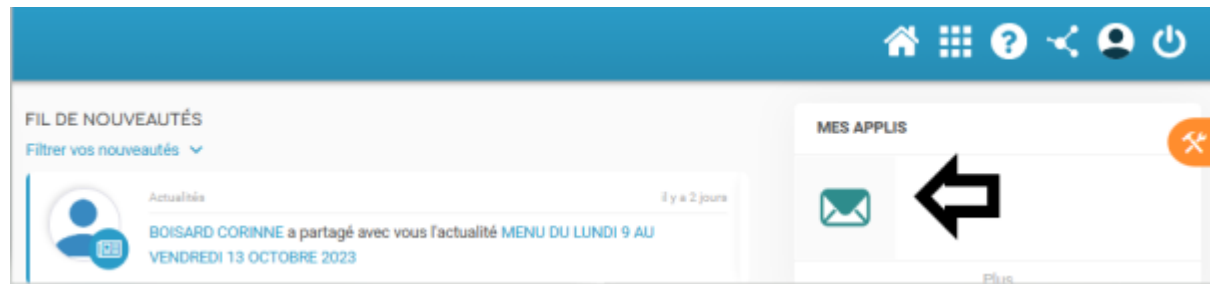 FIL DE NOUVEAUTÉS
Filtrer vos nouveautés
Actualités
il y a 2 jours
BOISARD CORINNE a partagé avec vous l'actualité MENU DU LUNDI 9 AU
VENDREDI 13 OCTOBRE 2023
MES APPLIS
Plus